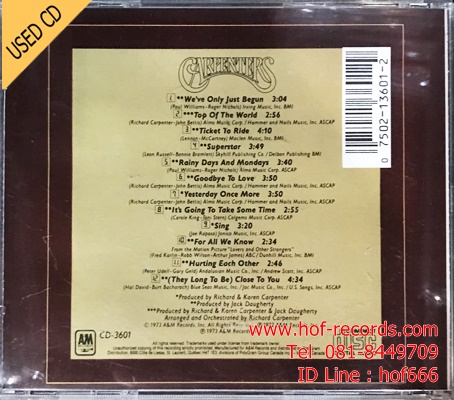 USED CD
CARPENTERS
1 **We've Only Just Begun 3:04
(Paul Williams-Roger Nichols) Irving Music, Inc. BMI
2 ***Top Of The World 2:56
(Richard Carpenter-John Bettis) Almo Music Corp./Hammer and Nails Music, Inc. ASCAP
3 **Ticket To Ride 4:10
(Lennon-McCartney) Maclen Music, Inc. BMI
4 **Superstar 3:49
(Leon Russell-Bonnie Bramlett) Skyhill Publishing Co./Delbon Publishing BMI
5 **Rainy Days And Mondays 3:40
(Paul Williams-Roger Nichols) Almo Music Corp. ASCAP
6 **Goodbye To Love 3:50
(Richard Carpenter-John Bettis) Almo Music Corp./Hammer and Nails Music, Inc. ASCAP
7 *Yesterday Once More 3:50
(Richard Carpenter-John Bettis) Almo Music Corp./Hammer and Nails Music, Inc. ASCAP
8 **It's Going To Take Some Time 2:55
(Carole King-Toni Stern) Colgems Music Corp. ASCAP
9 *Sing 3:20
(Joe Raposo) Jonico Music, Inc. ASCAP
10 **For All We Know 2:34
From the Motion Picture "Lovers and Other Strangers"
(Fred Karlin-Robb Wilson-Arthur James) ABC/Dunhill Music, Inc. BMI
11 **Hurting Each Other 2:46
(Peter Udell-Gary Geld) Andalusian Music Co., Inc./Andrew Scott, Inc. ASCAP
12 **(They Long To Be) Close To You 4:34
(Hal David-Burt Bacharach) Blue Seas Music, Inc./Jac Music Co., Inc./U.S. Songs, Inc. ASCAP
*Produced by Richard & Karen Carpenter
**Produced by Jack Daugherty
***Produced by Richard & Karen Carpenter and Jack Daugherty
Arranged and Orchestrated by Richard Carpenter
©1973 A&M Records, Inc. All Rights
℗1973 A&M Records, Inc.
0 7502-13601-2
AM
CD-3601
DISC
www.hof-records.com
Tel 081-8449709
ID Line : hof666